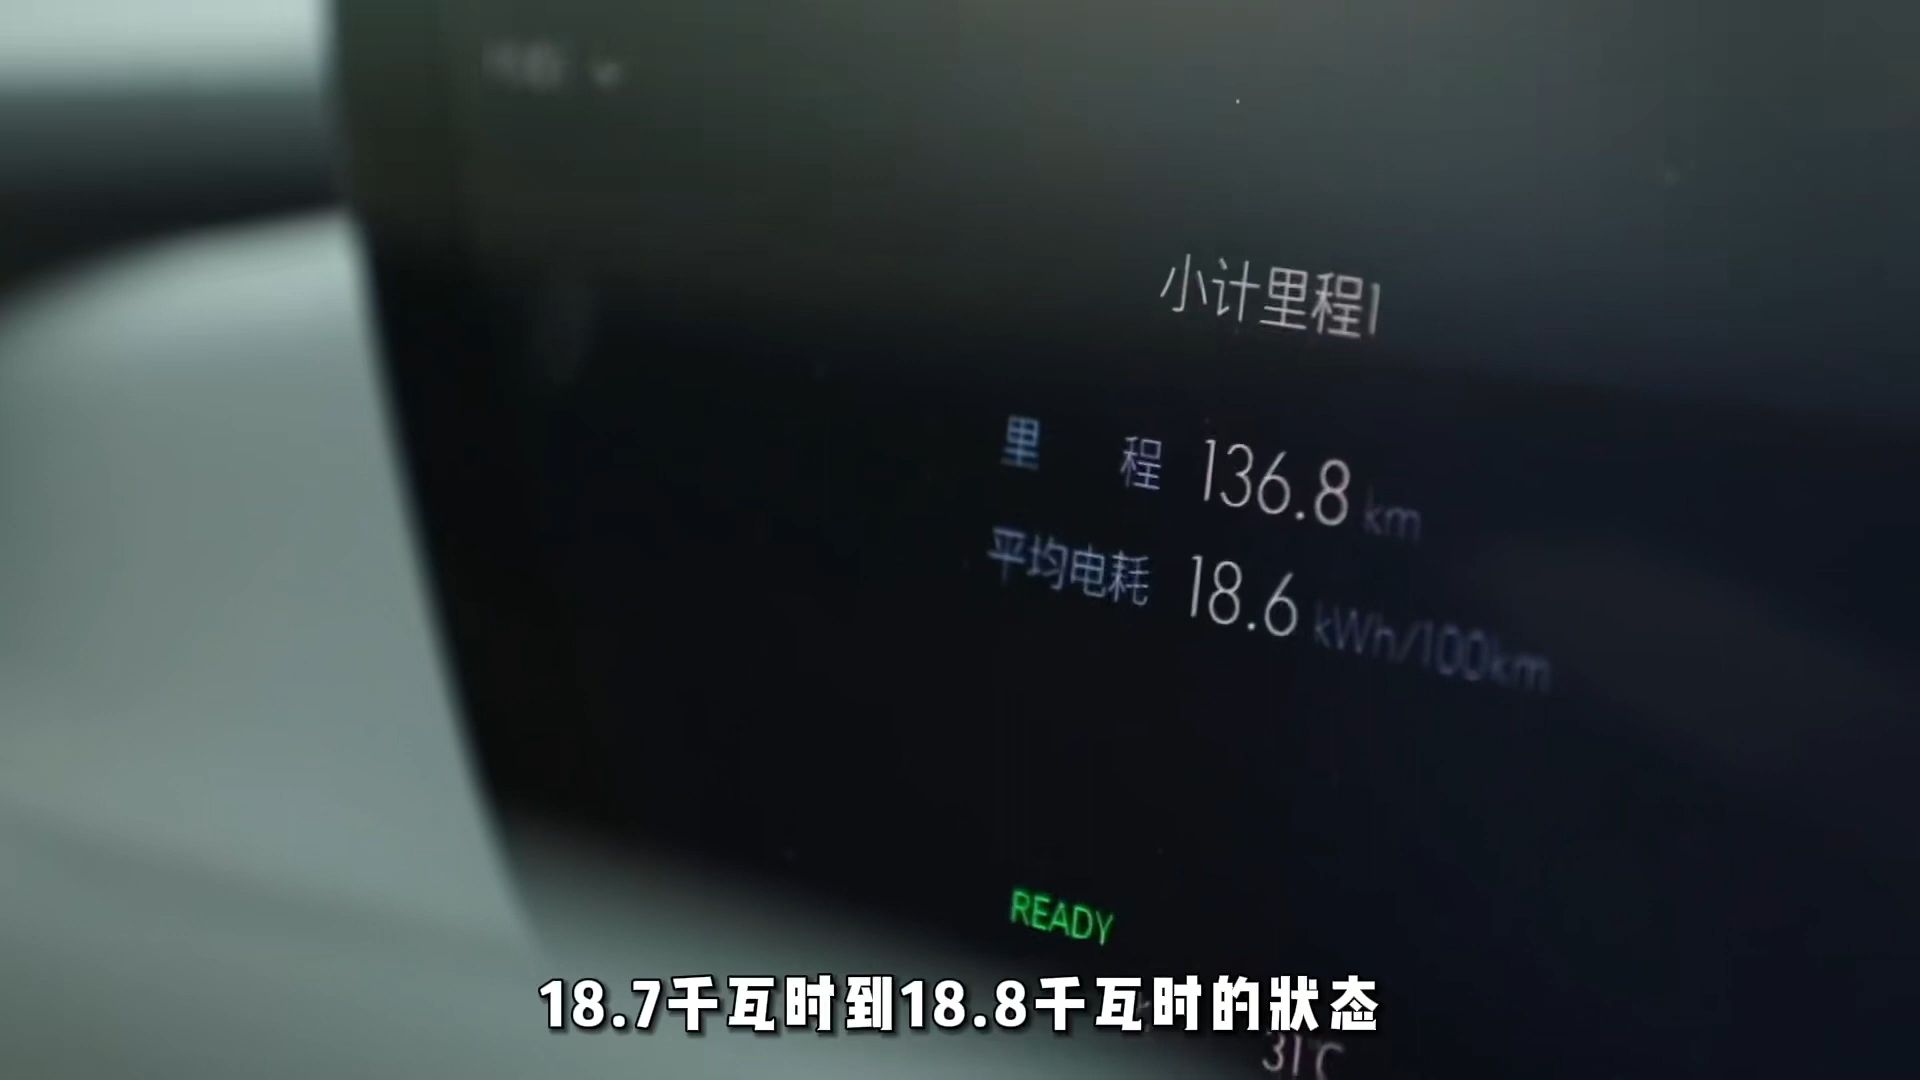 小计里程I
里 程 136.8 km
平均电耗 18.6 kWh/100km
READY
18.7千瓦时到18.8千瓦时的狀态
31℃